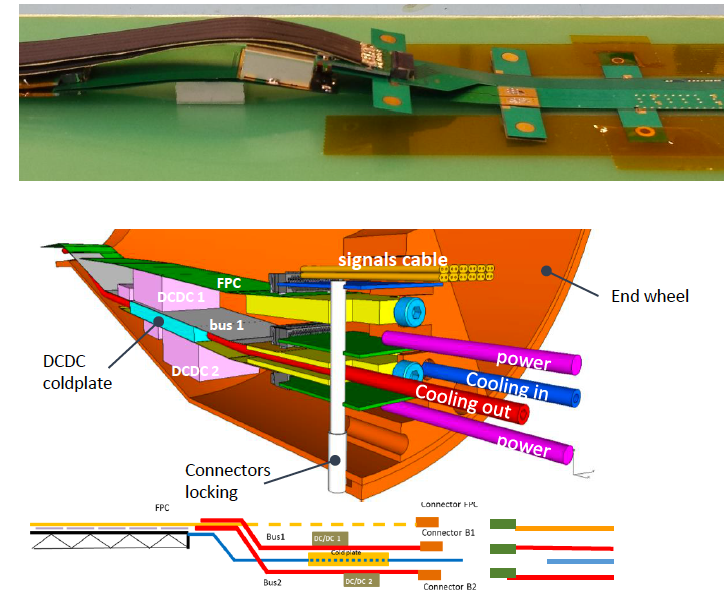 signals cable
FPC
DCDC 1
End wheel
bus 1
DCDC
coldplate
power
DCDC 2
Cooling in
Cooling out
power
Connectors
locking
FPC
Connector FPC
Bus1
DC/DC 1
Connector B1
Cold plate
Bus2
DC/DC 2
Connector B2